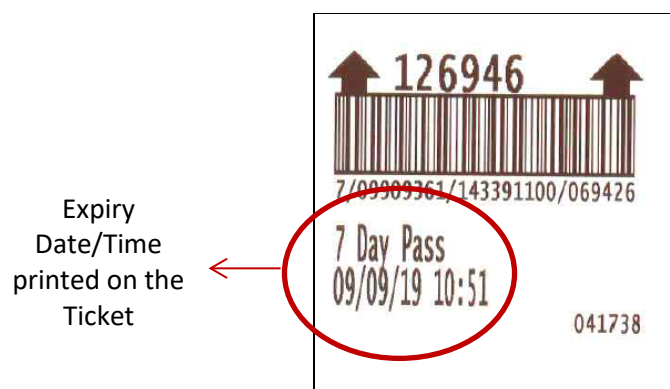 126946
7/09909361/143391100/069426
7 Day Pass
09/09/19 10:51
041738
Expiry
Date/Time
printed on the
Ticket